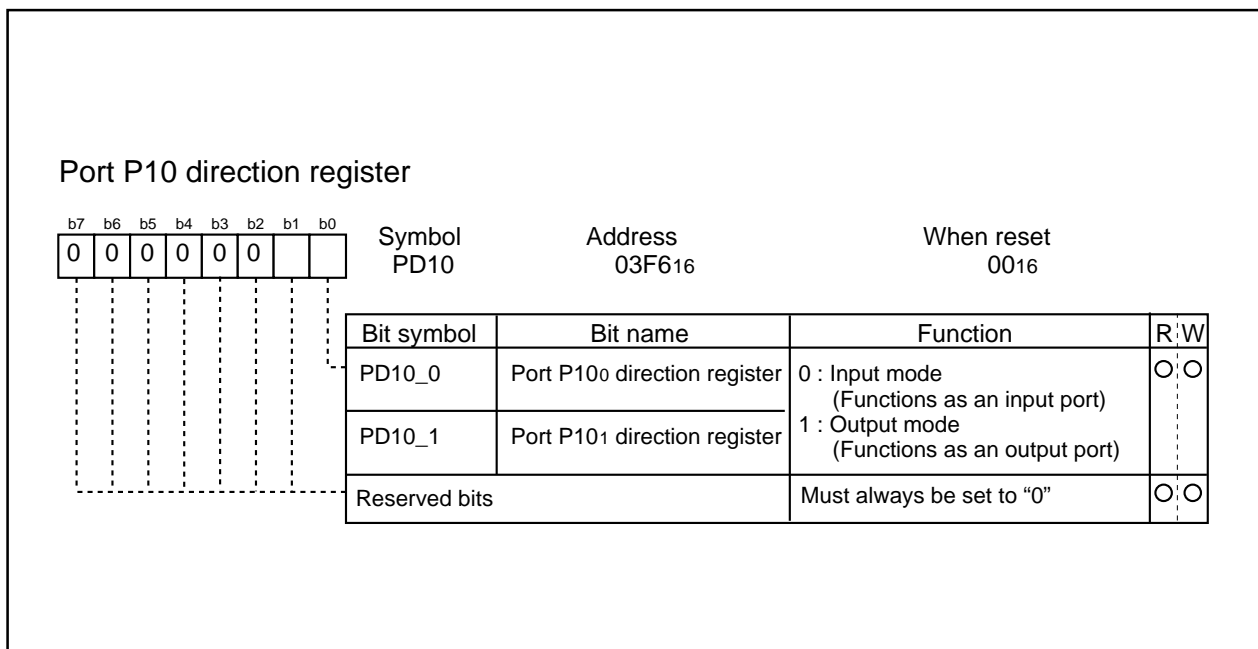 Port P10 direction register
b7 b6 b5 b4 b3 b2 b1 b0
0 0 0 0 0 0
Symbol Address When reset
PD10 03F616 0016
Bit symbol Bit name Function R W
PD10_0 Port P100 direction register 0 : Input mode
(Functions as an input port)
PD10_1 Port P101 direction register 1 : Output mode
(Functions as an output port)
Reserved bits Must always be set to “0”